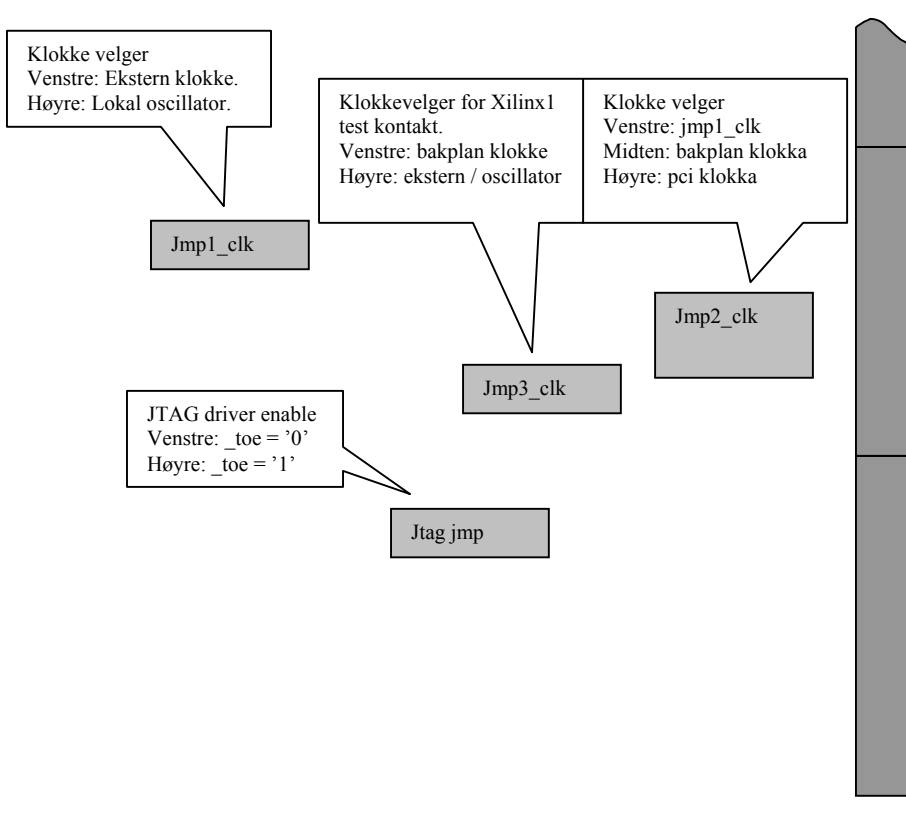 Klokke velger
Venstre: Ekstern klokke.
Høyre: Lokal oscillator.
Klokkevelger for Xilinx1
test kontakt.
Venstre: bakplan klokke
Høyre: ekstern / oscillator
Klokke velger
Venstre: jmp1_clk
Midten: bakplan klokka
Høyre: pci klokka
Jmp1_clk
Jmp2_clk
Jmp3_clk
JTAG driver enable
Venstre: _toe = ’0’
Høyre: _toe = ’1’
Jtag jmp